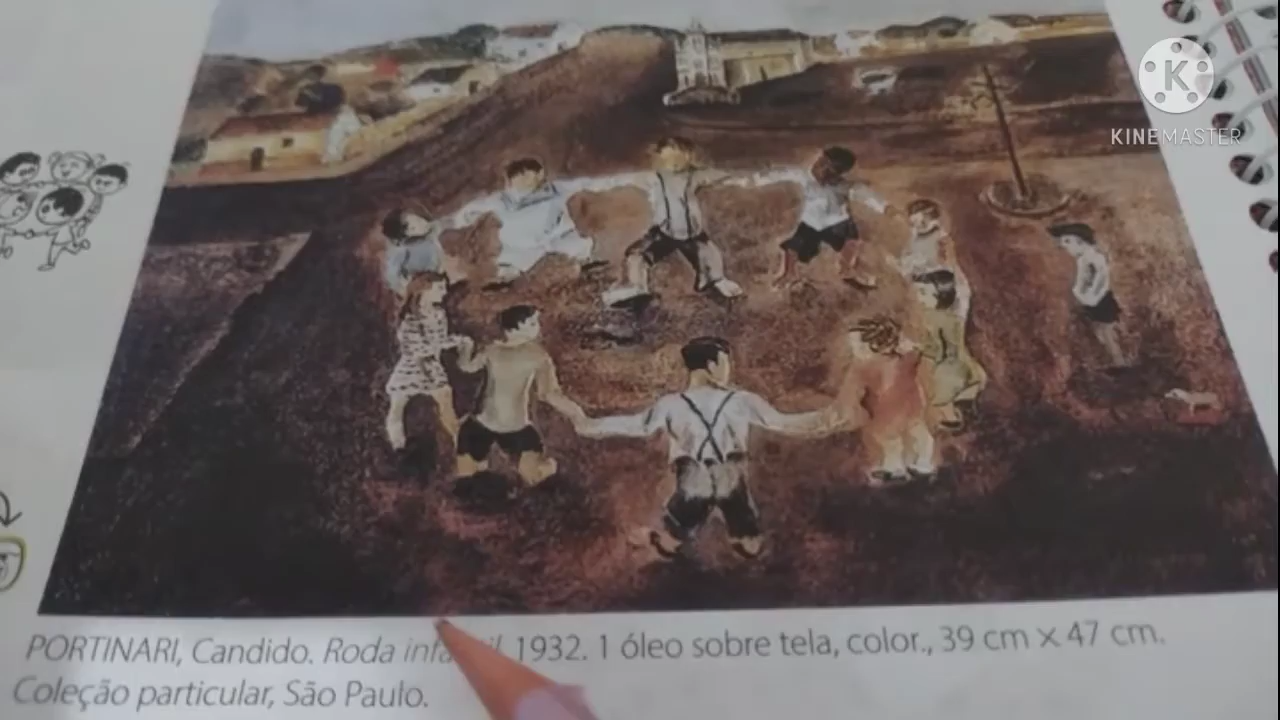 K
KINEMASTER
PORTINARI, Candido. Roda 1932. 1 óleo sobre tela, color., 39 cm x 47 cm.
Coleção particular, São Paulo.